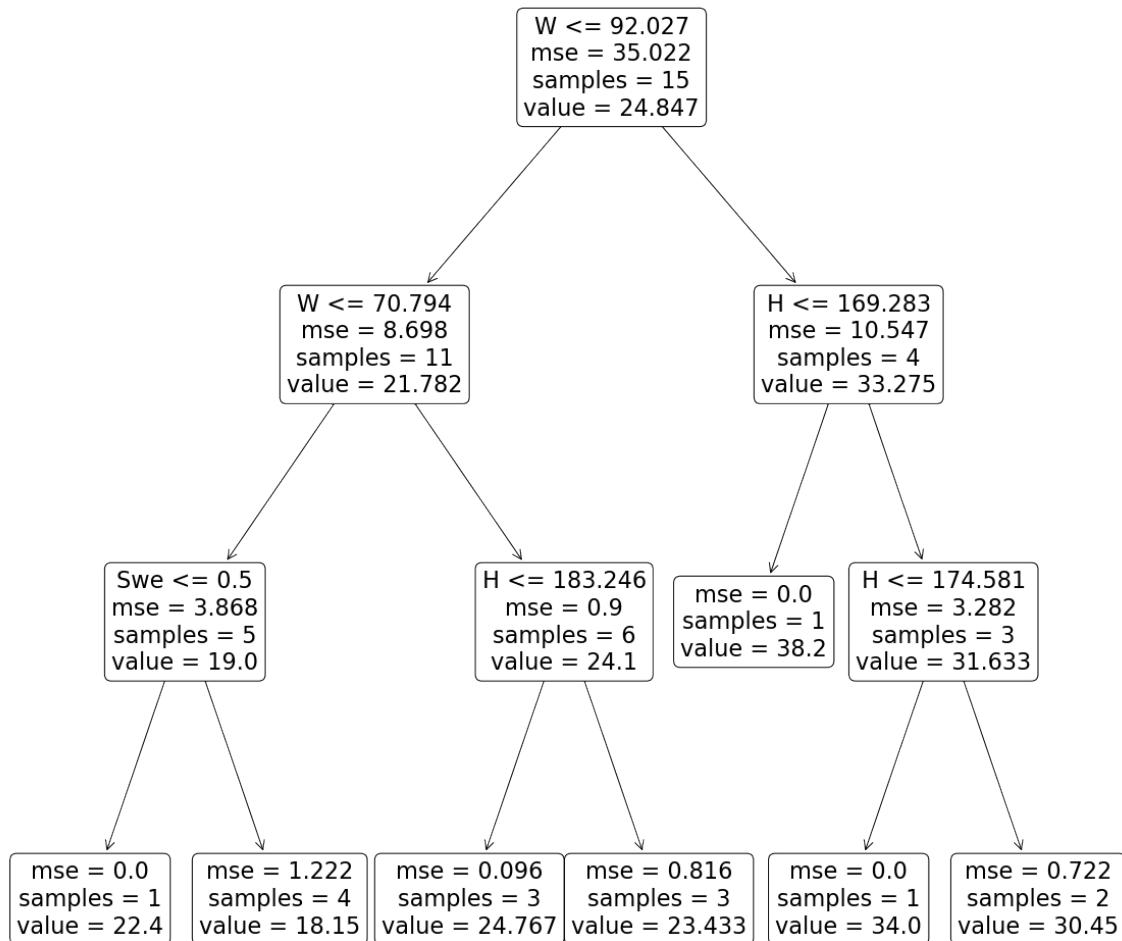 W <= 92.027
mse = 35.022
samples = 15
value = 24.847
W <= 70.794
mse = 8.698
samples = 11
value = 21.782
H <= 169.283
mse = 10.547
samples = 4
value = 33.275
Swe <= 0.5
mse = 3.868
samples = 5
value = 19.0
H <= 183.246
mse = 0.9
samples = 6
value = 24.1
mse = 0.0
samples = 1
value = 38.2
H <= 174.581
mse = 3.282
samples = 3
value = 31.633
mse = 0.0
samples = 1
value = 22.4
mse = 1.222
samples = 4
value = 18.15
mse = 0.096
samples = 3
value = 24.767
mse = 0.816
samples = 3
value = 23.433
mse = 0.0
samples = 1
value = 34.0
mse = 0.722
samples = 2
value = 30.45